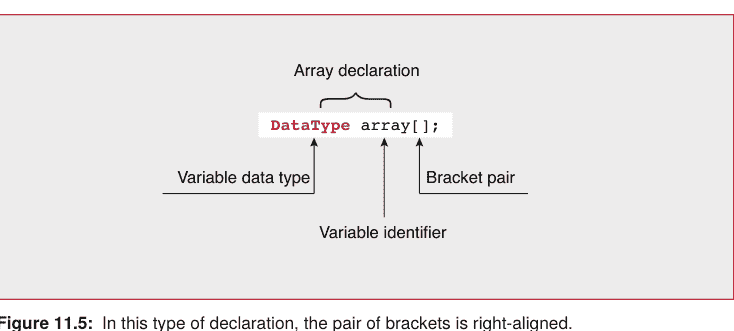 Array declaration
DataType array[];
Variable data type
Bracket pair
Variable identifier
Figure 11.5: In this type of declaration, the pair of brackets is right-aligned.